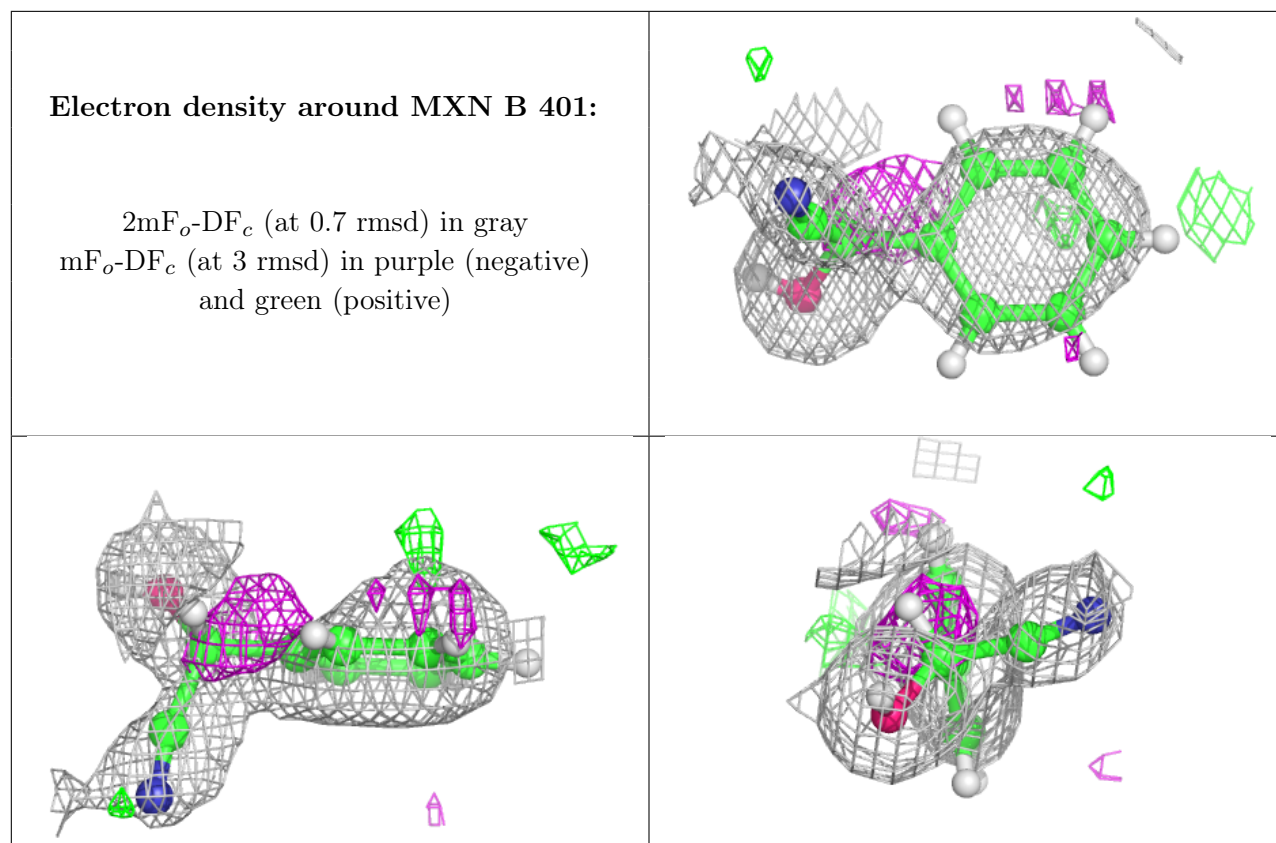 Electron density around MXN B 401:
2mFₒ-DF𝒸 (at 0.7 rmsd) in gray
mFₒ-DF𝒸 (at 3 rmsd) in purple (negative)
and green (positive)